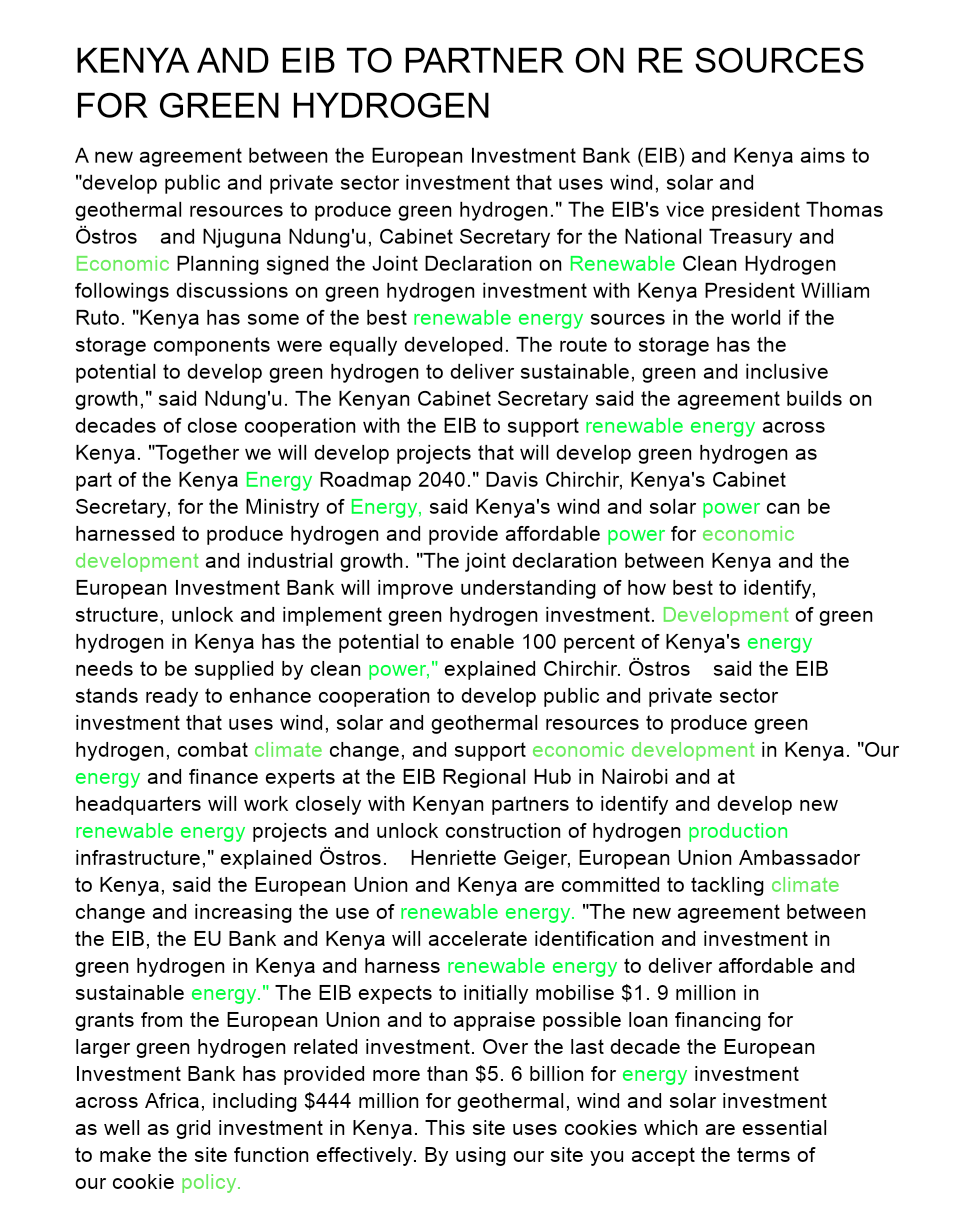 KENYA AND EIB TO PARTNER ON RE SOURCES
FOR GREEN HYDROGEN
A new agreement between the European Investment Bank (EIB) and Kenya aims to
"develop public and private sector investment that uses wind, solar and
geothermal resources to produce green hydrogen." The EIB's vice president Thomas
Östros    and Njuguna Ndung'u, Cabinet Secretary for the National Treasury and
Economic Planning signed the Joint Declaration on Renewable Clean Hydrogen
followings discussions on green hydrogen investment with Kenya President William
Ruto. "Kenya has some of the best renewable energy sources in the world if the
storage components were equally developed. The route to storage has the
potential to develop green hydrogen to deliver sustainable, green and inclusive
growth," said Ndung'u. The Kenyan Cabinet Secretary said the agreement builds on
decades of close cooperation with the EIB to support renewable energy across
Kenya. "Together we will develop projects that will develop green hydrogen as
part of the Kenya Energy Roadmap 2040." Davis Chirchir, Kenya's Cabinet
Secretary, for the Ministry of Energy, said Kenya's wind and solar power can be
harnessed to produce hydrogen and provide affordable power for economic
development and industrial growth. "The joint declaration between Kenya and the
European Investment Bank will improve understanding of how best to identify,
structure, unlock and implement green hydrogen investment. Development of green
hydrogen in Kenya has the potential to enable 100 percent of Kenya's energy
needs to be supplied by clean power," explained Chirchir. Östros    said the EIB
stands ready to enhance cooperation to develop public and private sector
investment that uses wind, solar and geothermal resources to produce green
hydrogen, combat climate change, and support economic development in Kenya. "Our
energy and finance experts at the EIB Regional Hub in Nairobi and at
headquarters will work closely with Kenyan partners to identify and develop new
renewable energy projects and unlock construction of hydrogen production
infrastructure," explained Östros.    Henriette Geiger, European Union Ambassador
to Kenya, said the European Union and Kenya are committed to tackling climate
change and increasing the use of renewable energy. "The new agreement between
the EIB, the EU Bank and Kenya will accelerate identification and investment in
green hydrogen in Kenya and harness renewable energy to deliver affordable and
sustainable energy." The EIB expects to initially mobilise $1. 9 million in
grants from the European Union and to appraise possible loan financing for
larger green hydrogen related investment. Over the last decade the European
Investment Bank has provided more than $5. 6 billion for energy investment
across Africa, including $444 million for geothermal, wind and solar investment
as well as grid investment in Kenya. This site uses cookies which are essential
to make the site function effectively. By using our site you accept the terms of
our cookie policy.